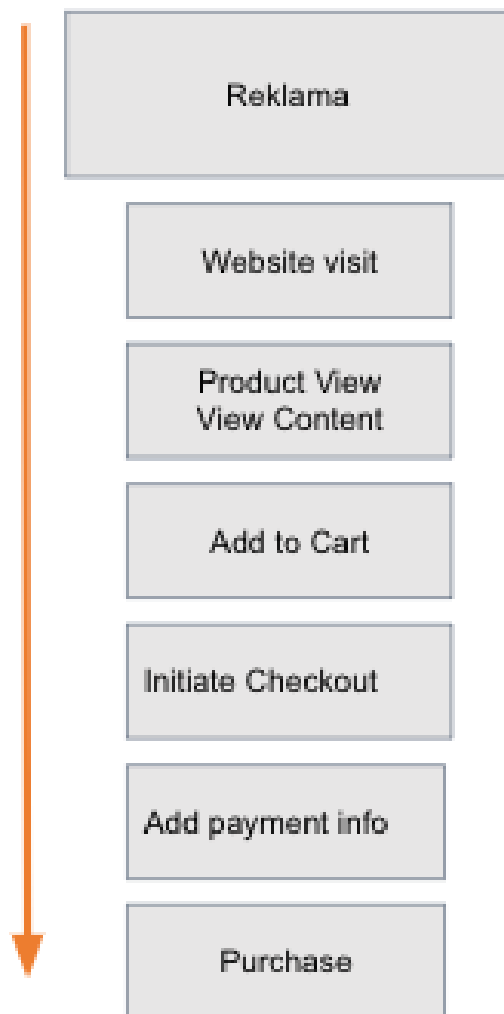 Reklama
Website visit
Product View
View Content
Add to Cart
Initiate Checkout
Add payment info
Purchase